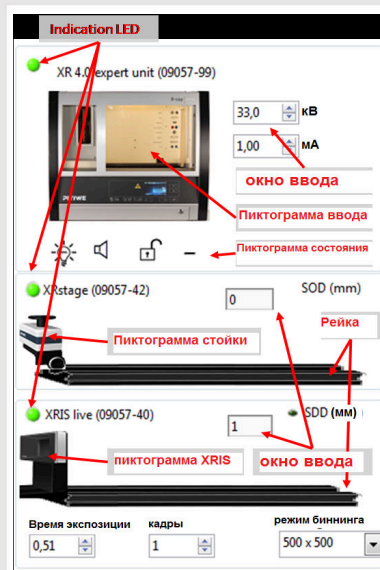 Indication LED
XR 4.0 expert unit (09057-99)
33,0 кВ
1,00 мА
окно ввода
Пиктограмма ввода
PHYWE
Пиктограмма состояния
XRstage (09057-42)
SOD (mm)
0
Рейка
Пиктограмма стойки
XRIS live (09057-40)
SDD (мм)
1
пиктограмма XRIS
окно ввода
Время экспозиции
кадры
режим биннинга
0,51
1
500 x 500